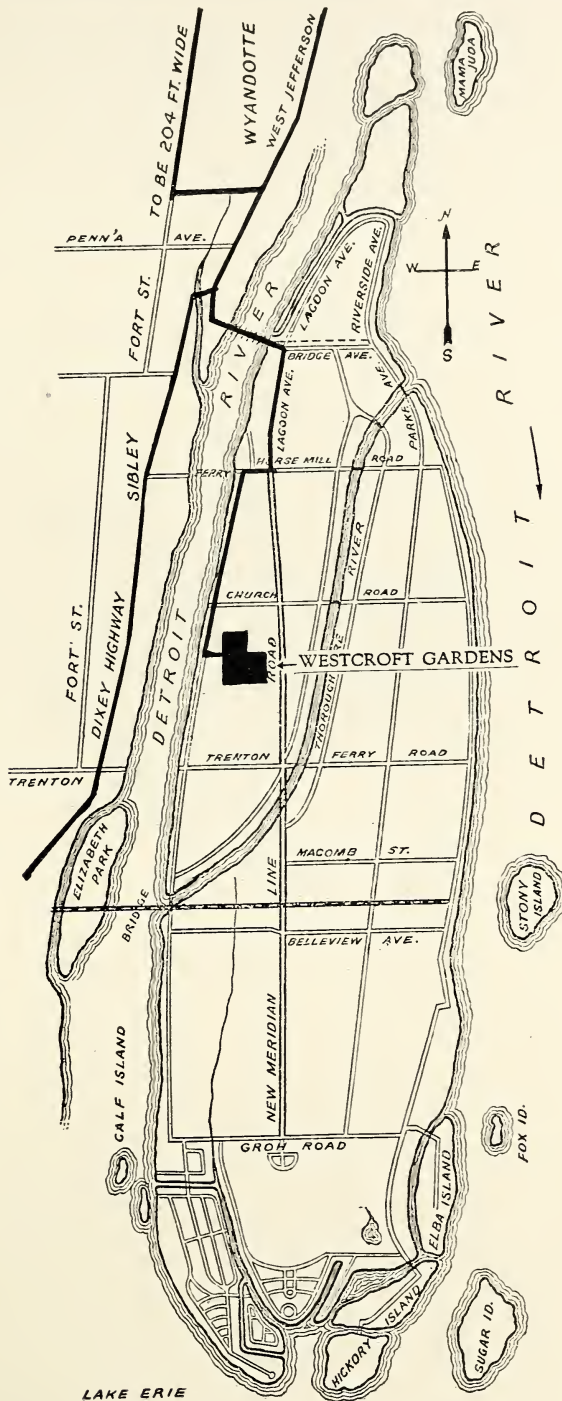 MAMA
JUDA
TO BE 204 FT. WIDE
WYANDOTTE
WEST JEFFERSON
PENN'A AVE.
FORT ST.
LAGOON AVE.
RIVERSIDE AVE.
N
W E
S
RIVER
BRIDGE AVE.
LAGOON AVE.
PARKE AVE.
DETROIT RIVER
SIBLEY
FERRY
HORSE MILL ROAD
RIVER
FORT ST.
DIXEY HIGHWAY
DETROIT
CHURCH ROAD
ROAD
WESTCROFT GARDENS
THOROUGHFARE
TRENTON
TRENTON FERRY ROAD
ELIZABETH
PARK
MACOMB ST.
LINE
BRIDGE
STONY
ISLAND
BELLEVIEW AVE.
CALF ISLAND
NEW MERIDIAN
FOX ID.
GROH ROAD
ELBA ISLAND
HICKORY
ISLAND
SUGAR ID.
LAKE ERIE